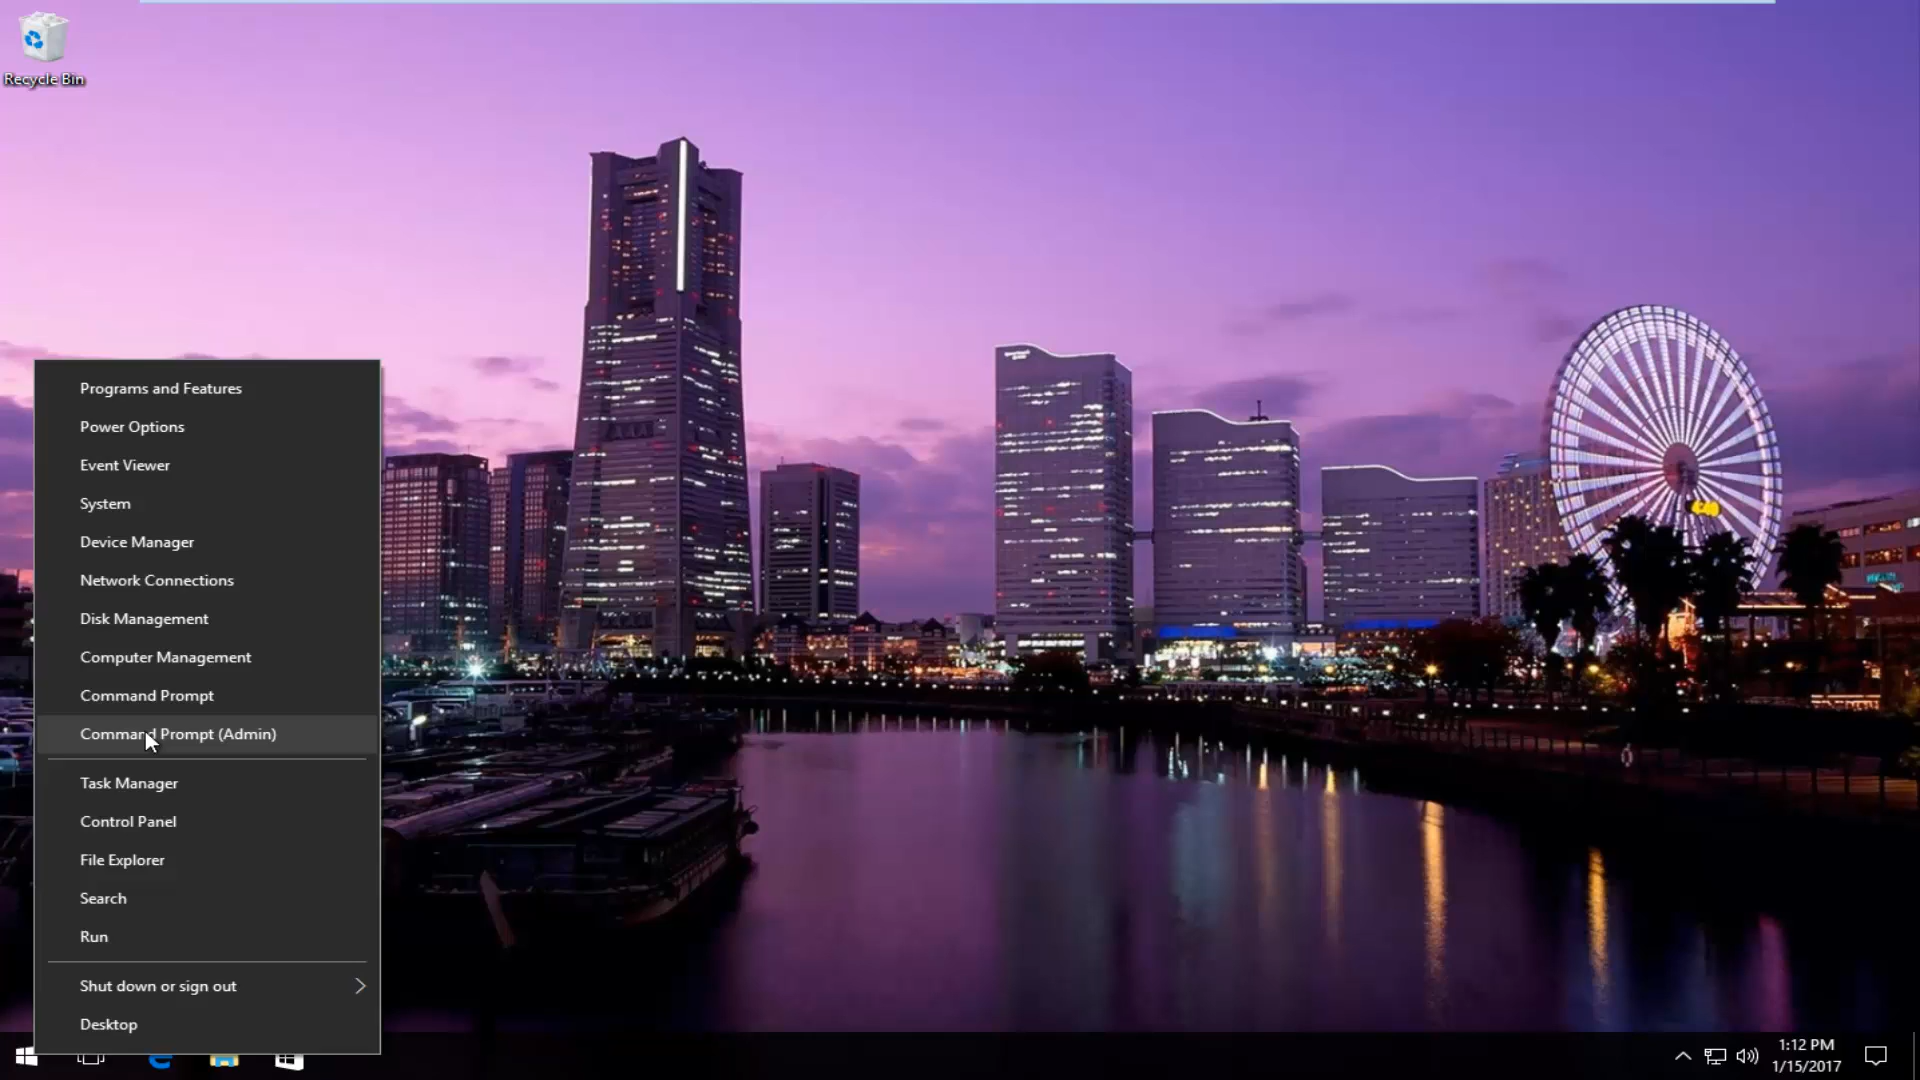 Recycle Bin
Programs and Features
Power Options
Event Viewer
System
Device Manager
Network Connections
Disk Management
Computer Management
Command Prompt
Command Prompt (Admin)
Task Manager
Control Panel
File Explorer
Search
Run
Shut down or sign out
Desktop
4:40
1:12 PM
1/15/2017